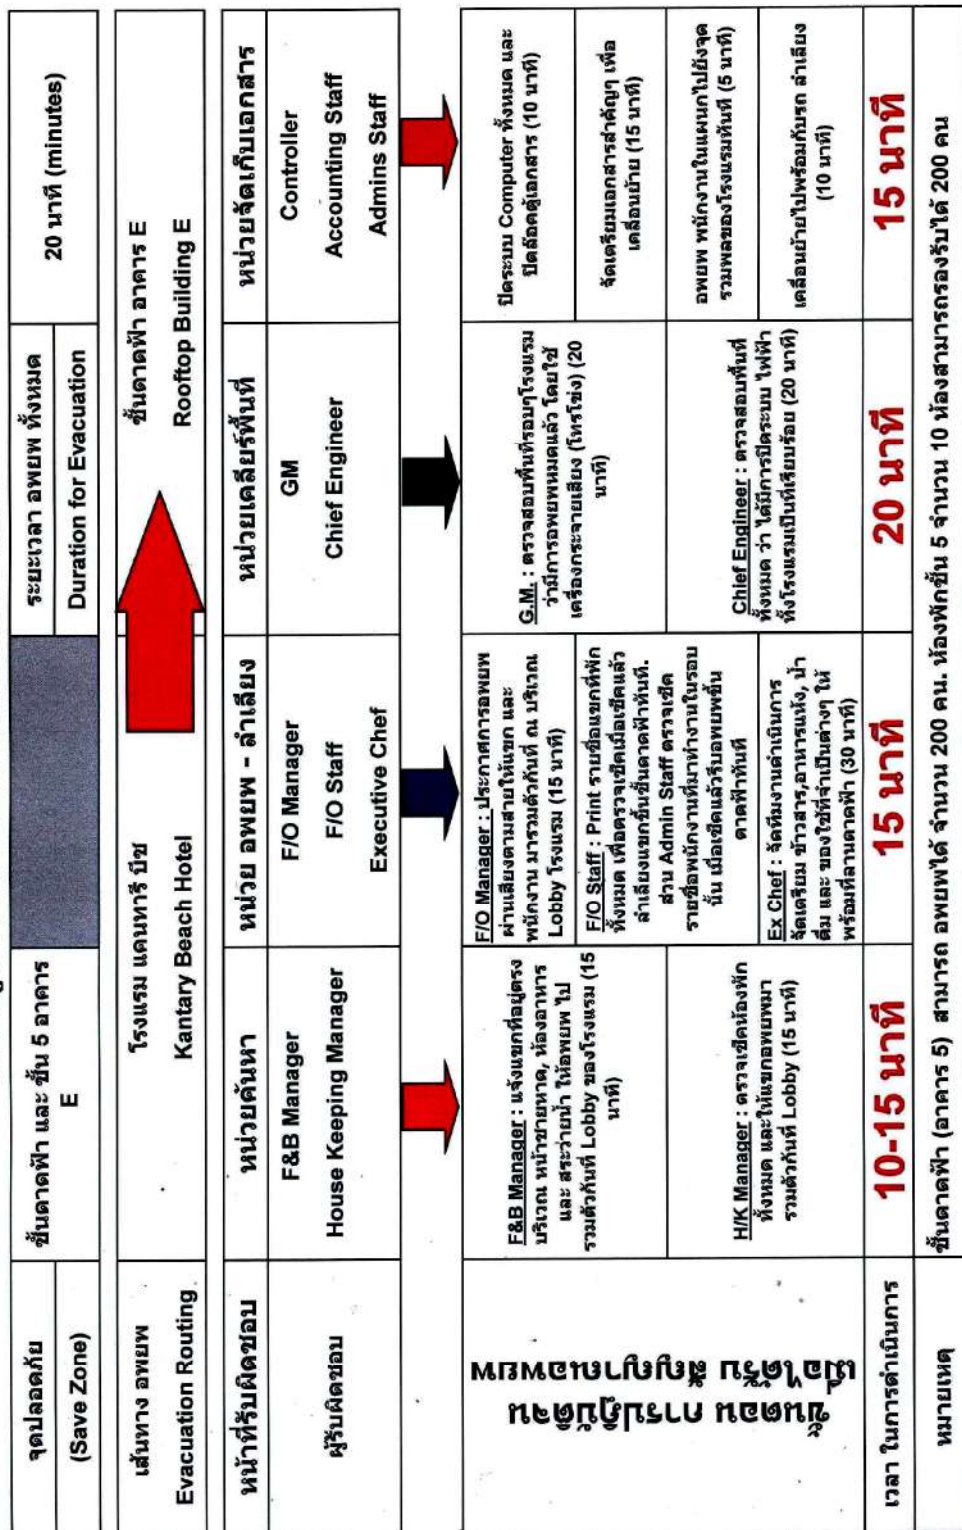 จุดปลอดภัย
(Save Zone)
ชั้นดาดฟ้า และ ชั้น 5 อาคาร
E
ระยะเวลา อพยพ ทั้งหมด
Duration for Evacuation
20 นาที (minutes)
เส้นทาง อพยพ
Evacuation Routing
โรงแรม แคนทารี บีช
Kantary Beach Hotel
ชั้นดาดฟ้า อาคาร E
Rooftop Building E
หน้าที่รับผิดชอบ
หน่วยค้นหา
หน่วย อพยพ - ลำเลียง
หน่วยเคลียร์พื้นที่
หน่วยจัดเก็บเอกสาร
ผู้รับผิดชอบ
F&B Manager
House Keeping Manager
F/O Manager
F/O Staff
Executive Chef
GM
Chief Engineer
Controller
Accounting Staff
Admins Staff
ขั้นตอน การปฏิบัติตน
เมื่อได้รับ สัญญาณอพยพ
F&B Manager : แจ้งแขกที่อยู่ตรง
บริเวณ หน้าชายหาด, ห้องอาหาร
และ สระว่ายน้ำ ให้อพยพ ไป
รวมตัวกันที่ Lobby ของโรงแรม (15
นาที)
H/K Manager : ตรวจเช็คห้องพัก
ทั้งหมด และให้แขกอพยพมา
รวมตัวกันที่ Lobby (15 นาที)
F/O Manager : ประกาศการอพยพ
ผ่านเสียงตามสายให้แขก และ
พนักงาน มารวมตัวกันที่ ณ บริเวณ
Lobby โรงแรม (15 นาที)
F/O Staff : Print รายชื่อแขกที่พัก
ทั้งหมด เพื่อตรวจเช็คเมื่อเช็คแล้ว
ลำเลียงแขกขึ้นชั้นดาดฟ้าทันที.
ส่วน Admin Staff ตรวจเช็ค
รายชื่อพนักงานที่มาทำงานในรอบ
นั้น เมื่อเช็คแล้วรีบอพยพขึ้น
ดาดฟ้าทันที
Ex Chef : จัดทีมงานดำเนินการ
จัดเตรียม ข้าวสาร,อาหารแห้ง, น้ำ
ดื่ม และ ของใช้ที่จำเป็นต่างๆ ให้
พร้อมที่ลานดาดฟ้า (30 นาที)
G.M. : ตรวจสอบพื้นที่รอบๆโรงแรม
ว่ามีการอพยพหมดแล้ว โดยใช้
เครื่องกระจายเสียง (โทรโข่ง) (20
นาที)
Chief Engineer : ตรวจสอบพื้นที่
ทั้งหมด ว่า ได้มีการปิดระบบ ไฟฟ้า
ทั้งโรงแรมเป็นที่เรียบร้อย (20 นาที)
ปิดระบบ Computer ทั้งหมด และ
ปิดล๊อคตู้เอกสาร (10 นาที)
จัดเตรียมเอกสารสำคัญๆ เพื่อ
เคลื่อนย้าย (15 นาที)
อพยพ พนักงานในแผนกไปยังจุด
รวมพลของโรงแรมทันที (5 นาที)
เคลื่อนย้ายไปพร้อมกับรถ ลำเลียง
(10 นาที)
เวลา ในการดำเนินการ
10-15 นาที
15 นาที
20 นาที
15 นาที
หมายเหตุ
ชั้นดาดฟ้า (อาคาร 5) สามารถ อพยพได้ จำนวน 200 คน. ห้องพักชั้น 5 จำนวน 10 ห้องสามารถรองรับได้ 200 คน